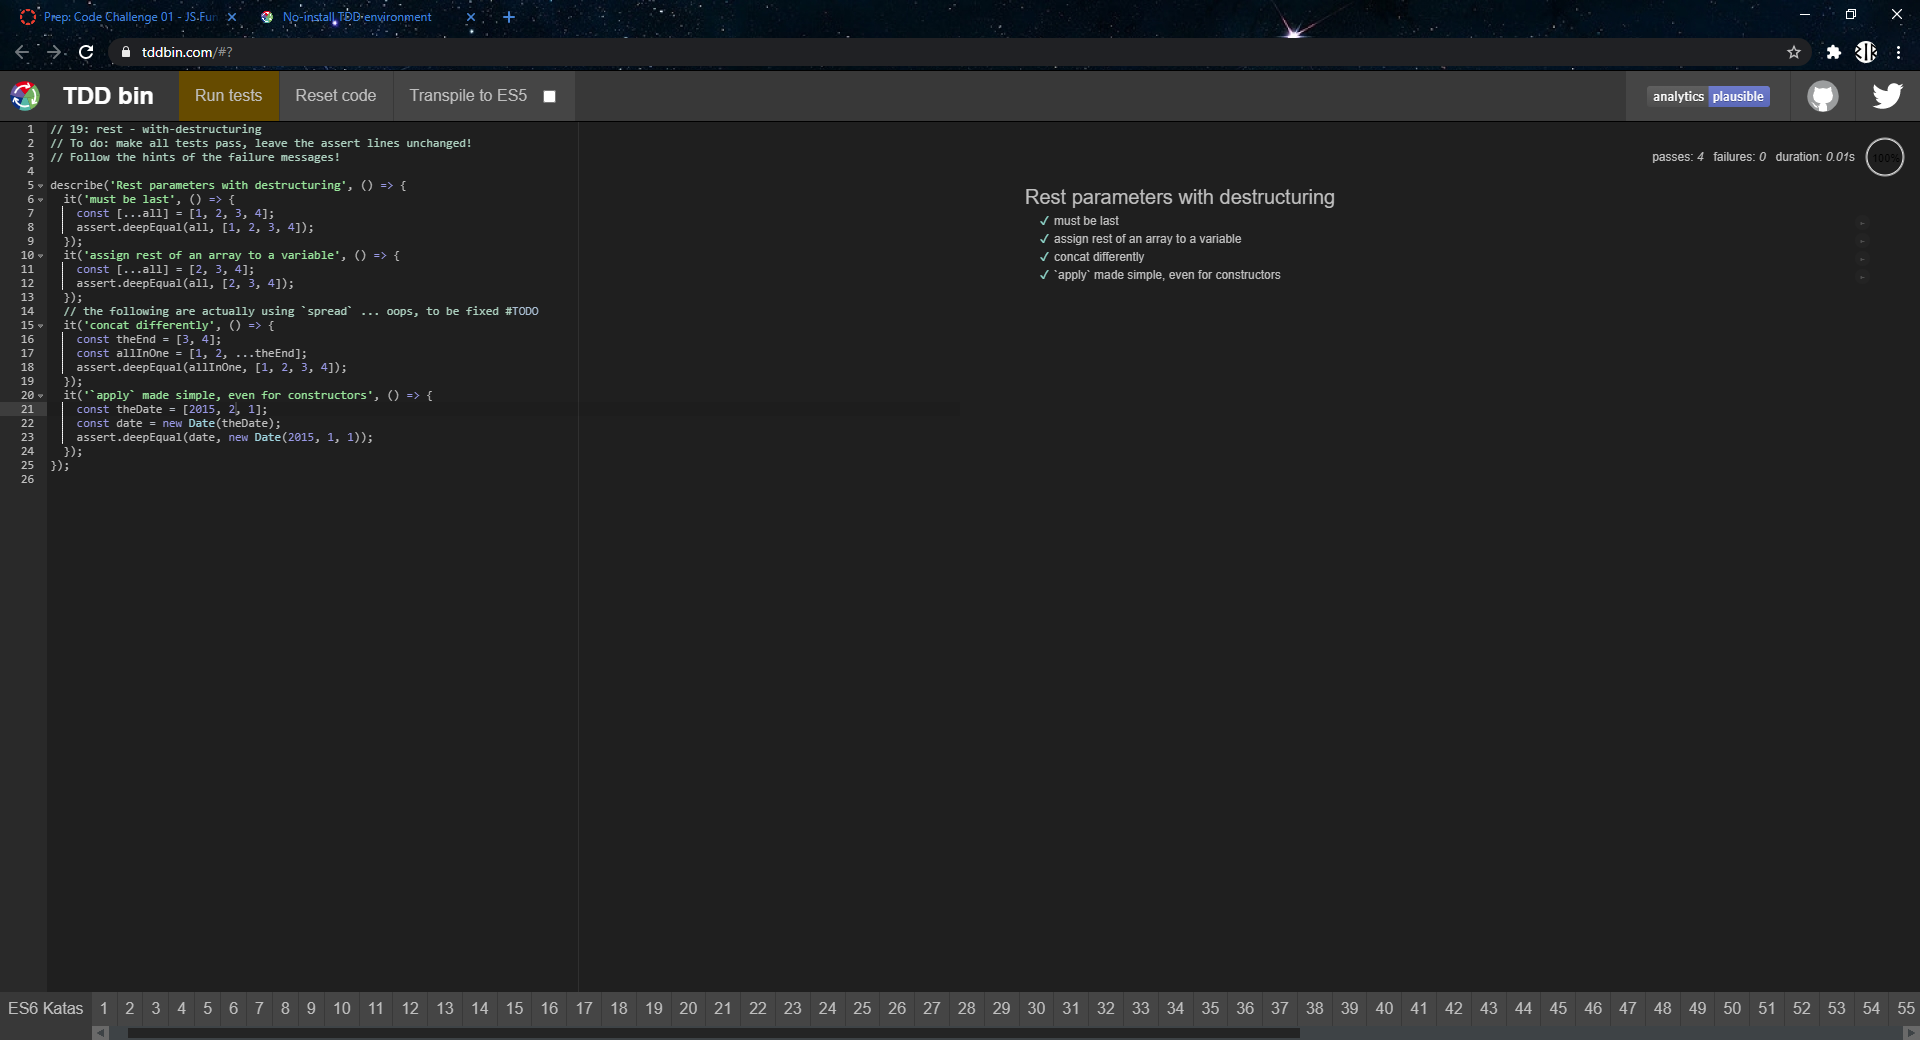 Prep: Code Challenge 01 - JS Fun
No-install TDD environment
tddbin.com/#?
TDD bin
Run tests
Reset code
Transpile to ES5
analytics plausible
1 // 19: rest - with-destructuring
2 // To do: make all tests pass, leave the assert lines unchanged!
3 // Follow the hints of the failure messages!
4
5 describe('Rest parameters with destructuring', () => {
6 it('must be last', () => {
7 const [...all] = [1, 2, 3, 4];
8 assert.deepEqual(all, [1, 2, 3, 4]);
9 });
10 it('assign rest of an array to a variable', () => {
11 const [...all] = [2, 3, 4];
12 assert.deepEqual(all, [2, 3, 4]);
13 });
14 // the following are actually using `spread` ... oops, to be fixed #TODO
15 it('concat differently', () => {
16 const theEnd = [3, 4];
17 const allInOne = [1, 2, ...theEnd];
18 assert.deepEqual(allInOne, [1, 2, 3, 4]);
19 });
20 it('`apply` made simple, even for constructors', () => {
21 const theDate = [2015, 2, 1];
22 const date = new Date(theDate);
23 assert.deepEqual(date, new Date(2015, 1, 1));
24 });
25 });
26
passes: 4 failures: 0 duration: 0.01s 100%
Rest parameters with destructuring
✓ must be last
✓ assign rest of an array to a variable
✓ concat differently
✓ `apply` made simple, even for constructors
ES6 Katas 1 2 3 4 5 6 7 8 9 10 11 12 13 14 15 16 17 18 19 20 21 22 23 24 25 26 27 28 29 30 31 32 33 34 35 36 37 38 39 40 41 42 43 44 45 46 47 48 49 50 51 52 53 54 55